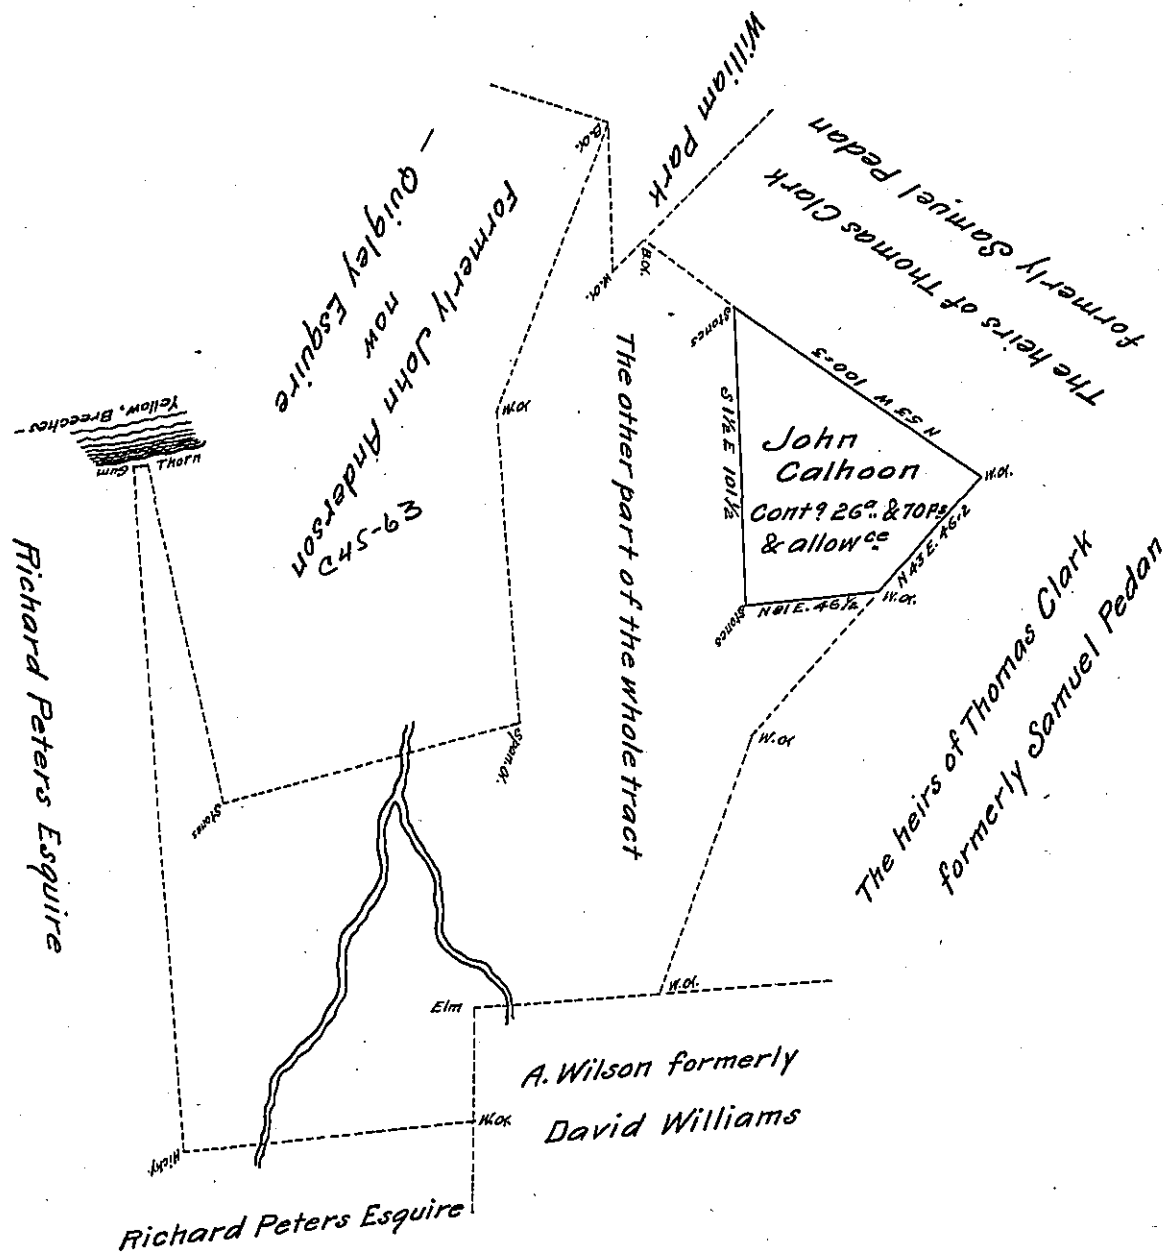 William Park
formerly Samuel Pedan
The heirs of Thomas Clark
B.O.
— Quigley Esquire
now
Formerly John Anderson
C45-63
W.O.
B.O.
Stones
N 53 W 100=3
S 1½ E 101½
John
Calhoon
Cont? 26a. & 70Ps
& allowce
W.O.
N 43 E. 46.2
W.O.
N 81 E. 46½
Stones
The other part of the whole tract
W.O.
Yellow, Breeches
Gum
Thorn
Richard Peters Esquire
Stones
Span.O.
W.O.
The heirs of Thomas Clark
formerly Samuel Pedan
W.O.
Elm
A. Wilson formerly
David Williams
W.O.
Hicky
Richard Peters Esquire